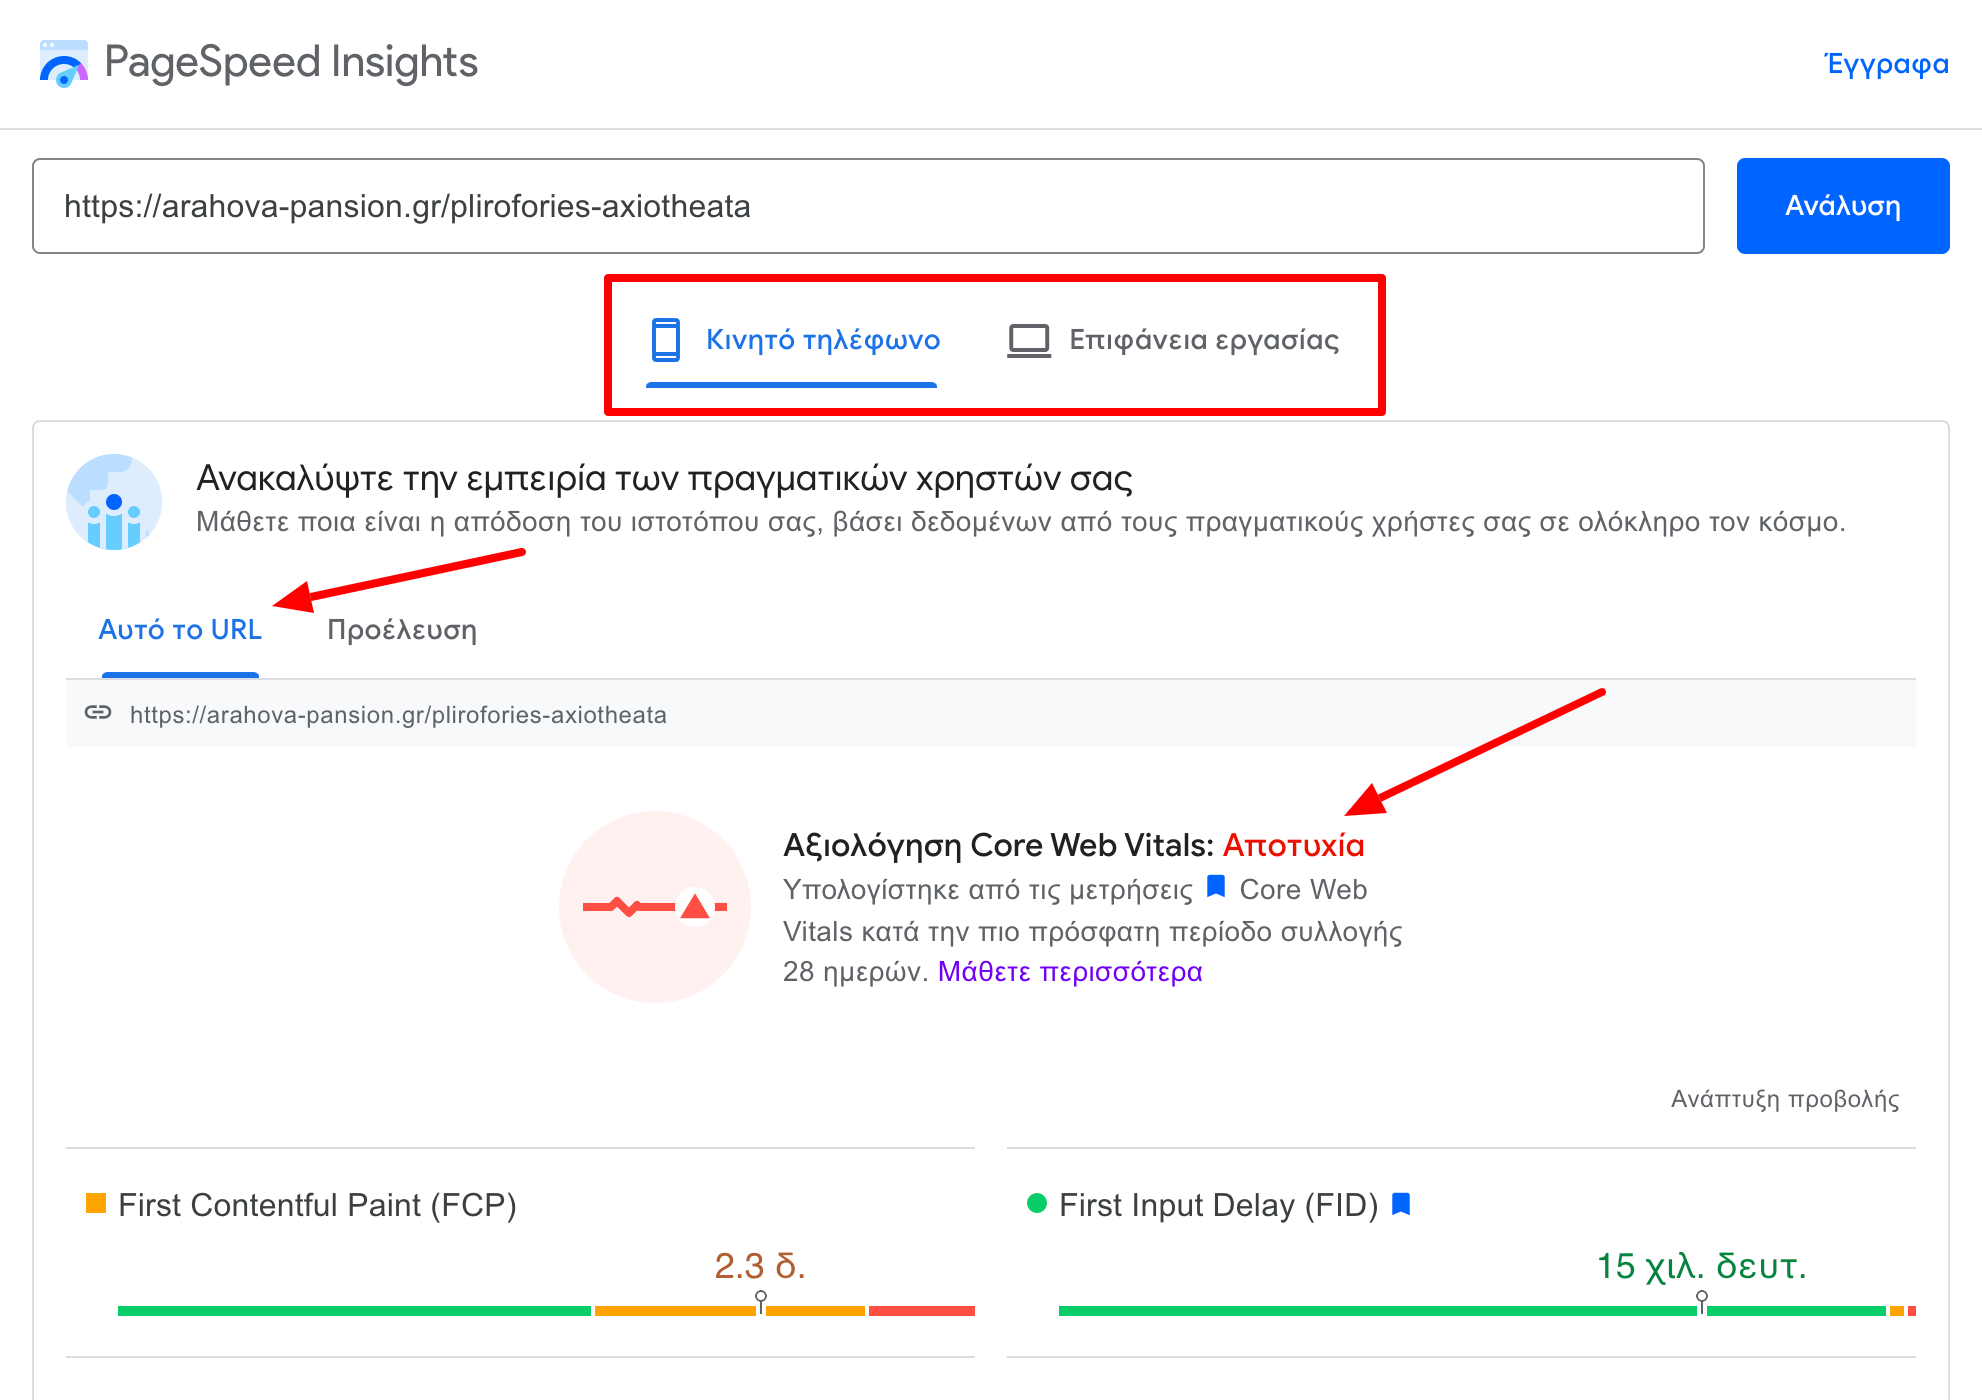 PageSpeed Insights
Έγγραφα
https://arahova-pansion.gr/plirofories-axiotheata
Ανάλυση
Κινητό τηλέφωνο
Επιφάνεια εργασίας
Ανακαλύψτε την εμπειρία των πραγματικών χρηστών σας
Μάθετε ποια είναι η απόδοση του ιστοτόπου σας, βάσει δεδομένων από τους πραγματικούς χρήστες σας σε ολόκληρο τον κόσμο.
Αυτό το URL
Προέλευση
https://arahova-pansion.gr/plirofories-axiotheata
Αξιολόγηση Core Web Vitals: Αποτυχία
Υπολογίστηκε από τις μετρήσεις Core Web
Vitals κατά την πιο πρόσφατη περίοδο συλλογής
28 ημερών. Μάθετε περισσότερα
Ανάπτυξη προβολής
First Contentful Paint (FCP)
2.3 δ.
First Input Delay (FID)
15 χιλ. δευτ.